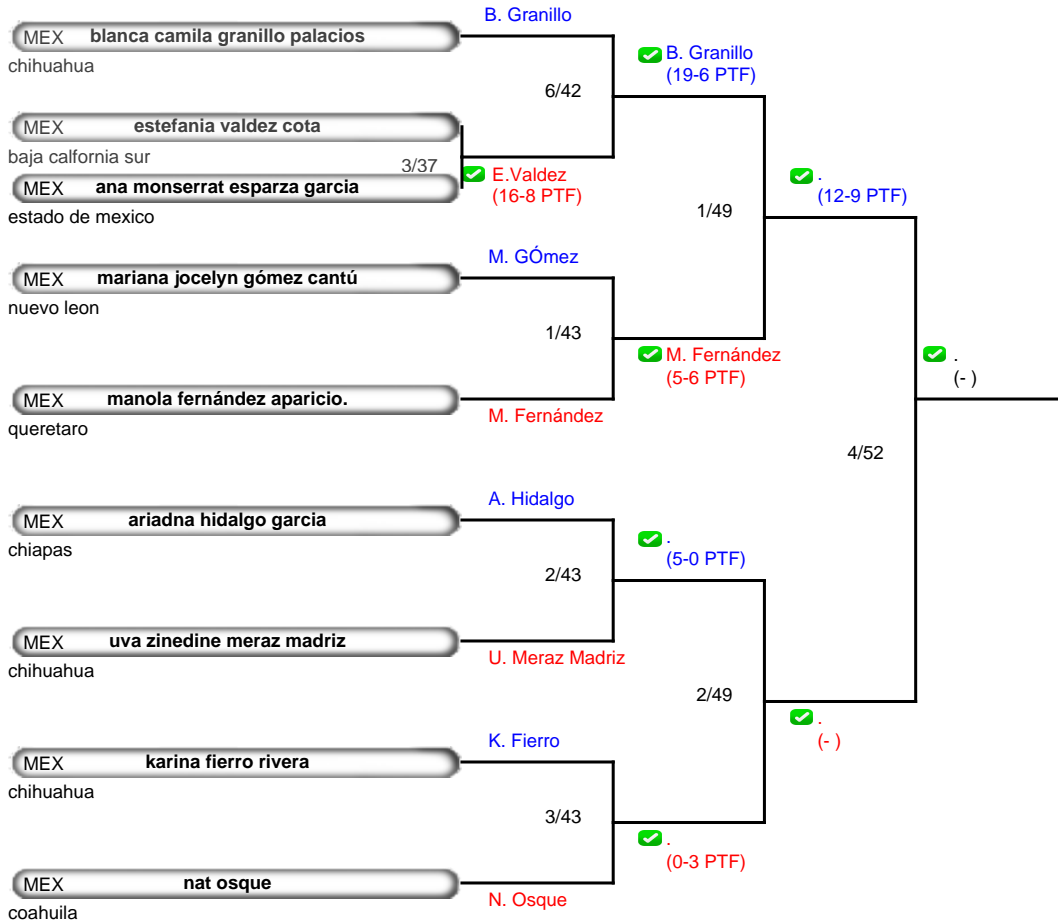 B. Granillo
MEX blanca camila granillo palacios
chihuahua
B. Granillo
(19-6 PTF)
6/42
MEX estefania valdez cota
baja calfornia sur
3/37
E.Valdez
(16-8 PTF)
MEX ana monserrat esparza garcia
estado de mexico
.
(12-9 PTF)
1/49
M. GÓmez
MEX mariana jocelyn gómez cantú
nuevo leon
1/43
M. Fernández
(5-6 PTF)
.
(- )
MEX manola fernández aparicio.
queretaro
M. Fernández
4/52
A. Hidalgo
MEX ariadna hidalgo garcia
chiapas
.
(5-0 PTF)
2/43
MEX uva zinedine meraz madriz
chihuahua
U. Meraz Madriz
2/49
.
(- )
K. Fierro
MEX karina fierro rivera
chihuahua
3/43
.
(0-3 PTF)
MEX nat osque
coahuila
N. Osque